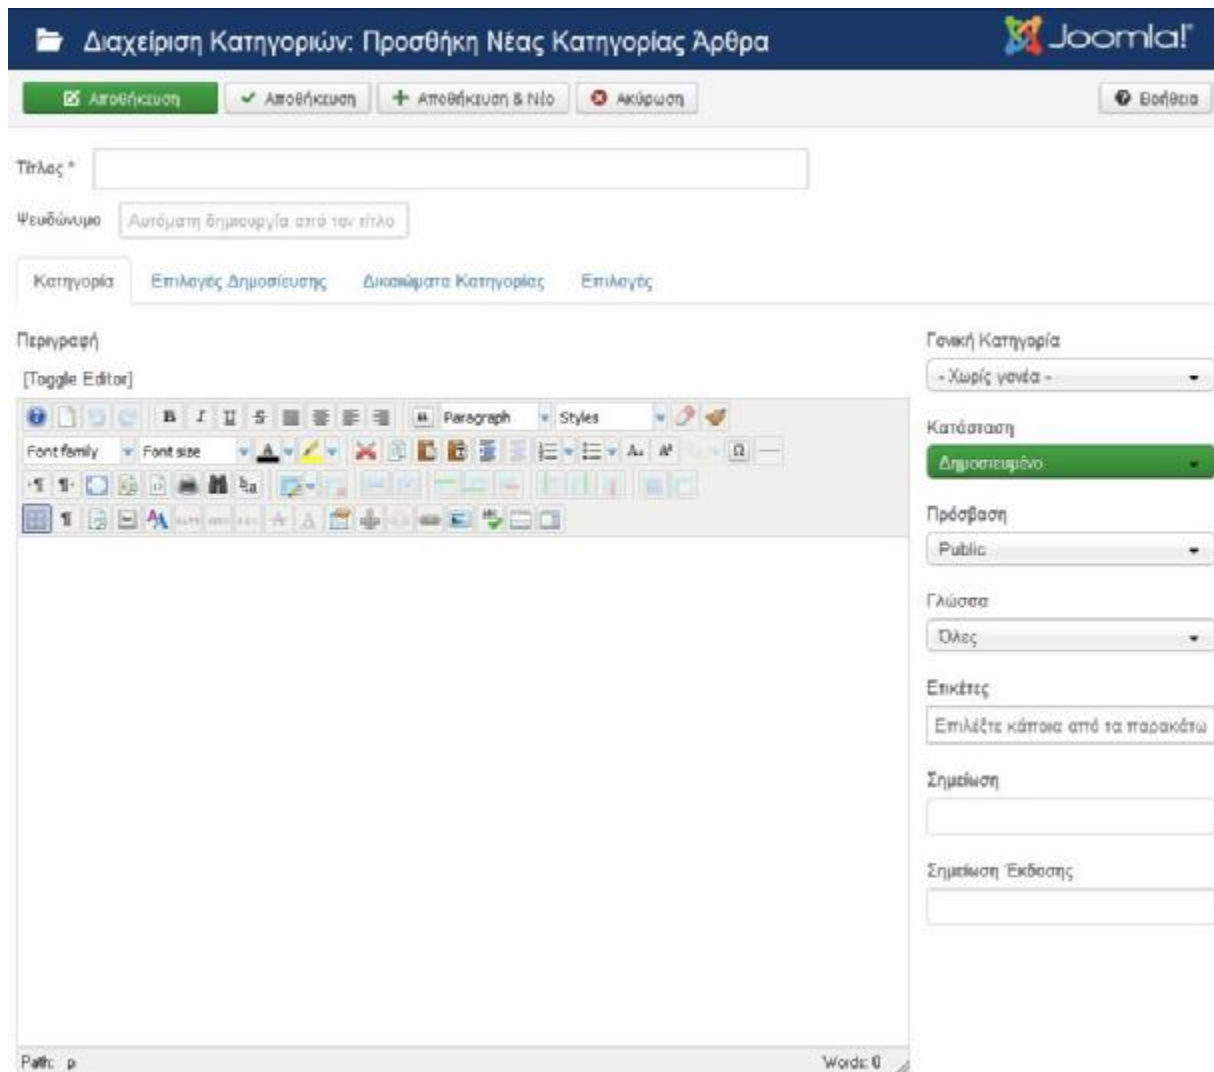 Διαχείριση Κατηγοριών: Προσθήκη Νέας Κατηγορίας Άρθρα
Joomla!
Αποθήκευση Αποθήκευση Αποθήκευση & Νέο Ακύρωση Βοήθεια
Τίτλος *
Ψευδώνυμο Αυτόματη δημιουργία από τον τίτλο
Κατηγορία Επιλογές Δημοσίευσης Δικαιώματα Κατηγορίας Επιλογές
Περιγραφή
[Toggle Editor]
Paragraph Styles
Font family Font size
Path: p Words: 0
Γονική Κατηγορία
- Χωρίς γονέα -
Κατάσταση
Δημοσιευμένο
Πρόσβαση
Public
Γλώσσα
Όλες
Ετικέτες
Επιλέξτε κάποια από τα παρακάτω
Σημείωση
Σημείωση Έκδοσης